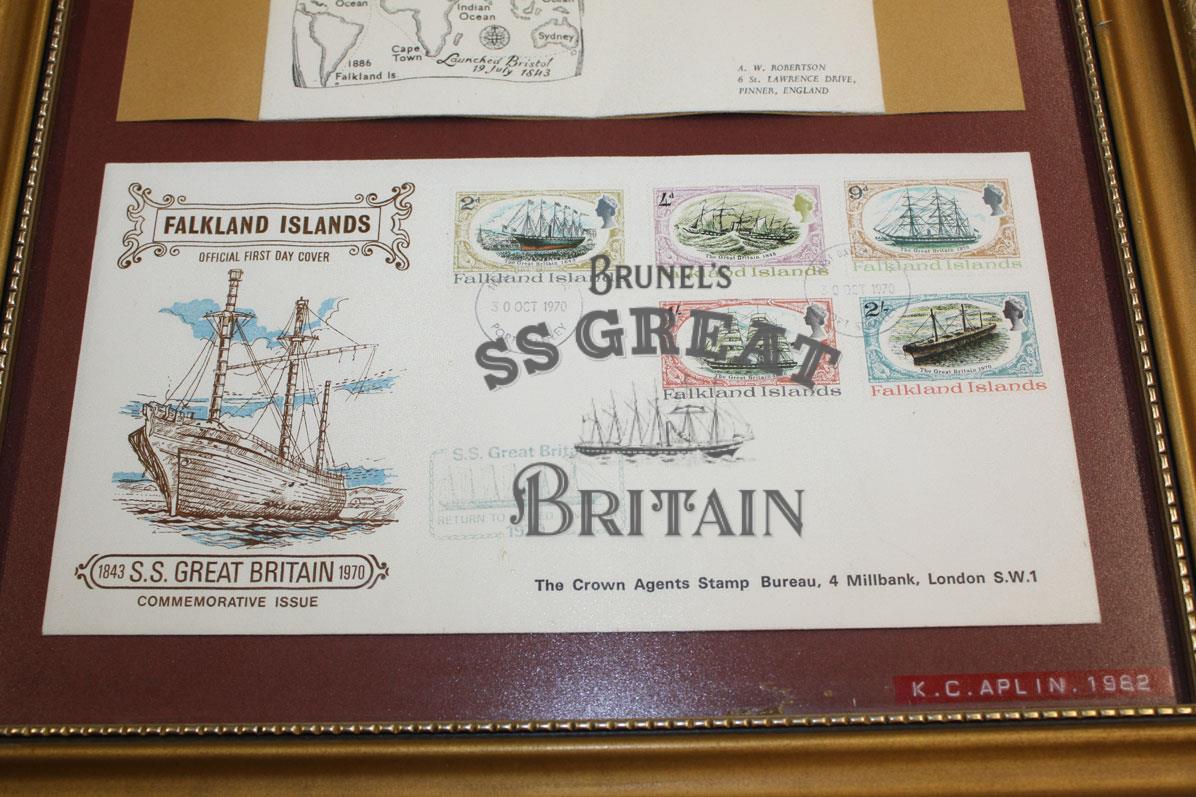 Ocean
Indian
Ocean
Ocean
Sydney
Cape
Town
1886
Falkland Is
Launched Bristol
19 July 1843
A. W. ROBERTSON
6 St. LAWRENCE DRIVE,
PINNER, ENGLAND
FALKLAND ISLANDS
OFFICIAL FIRST DAY COVER
2d
The Great Britain 1843
Falkland Islands
4d
The Great Britain 1845
Falkland Islands
9d
The Great Britain
Falkland Islands
The Great Britain
Falkland Islands
2/-
The Great Britain 1970
Falkland Islands
30 OCT 1970
30 OCT 1970
BRUNEL'S
SS GREAT
BRITAIN
S.S. Great
RETURN TO
1843 S.S. GREAT BRITAIN 1970
COMMEMORATIVE ISSUE
The Crown Agents Stamp Bureau, 4 Millbank, London S.W.1
K.C.APLIN.1982